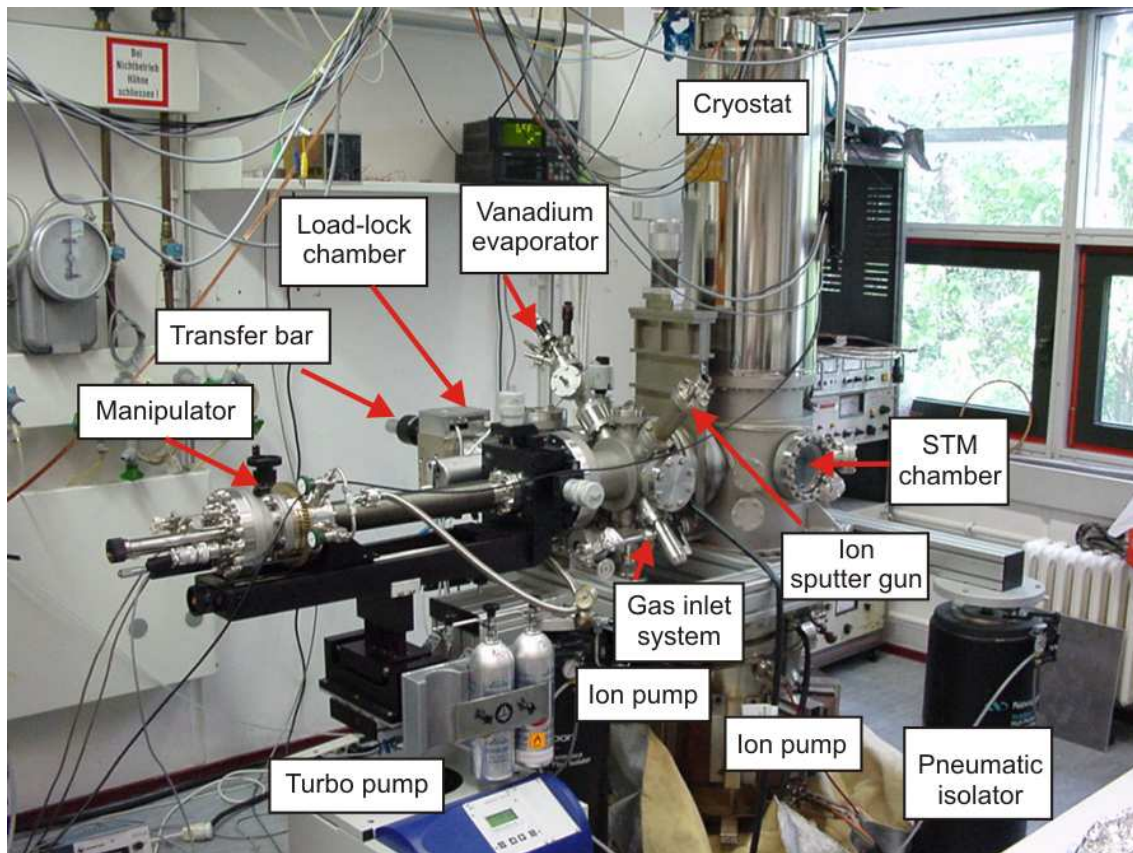 Bei
Nichtbetrieb
Hähne
schliessen!
Cryostat
Vanadium
evaporator
Load-lock
chamber
Transfer bar
Manipulator
STM
chamber
Ion
sputter gun
Gas inlet
system
Ion pump
Ion pump
Turbo pump
Pneumatic
isolator